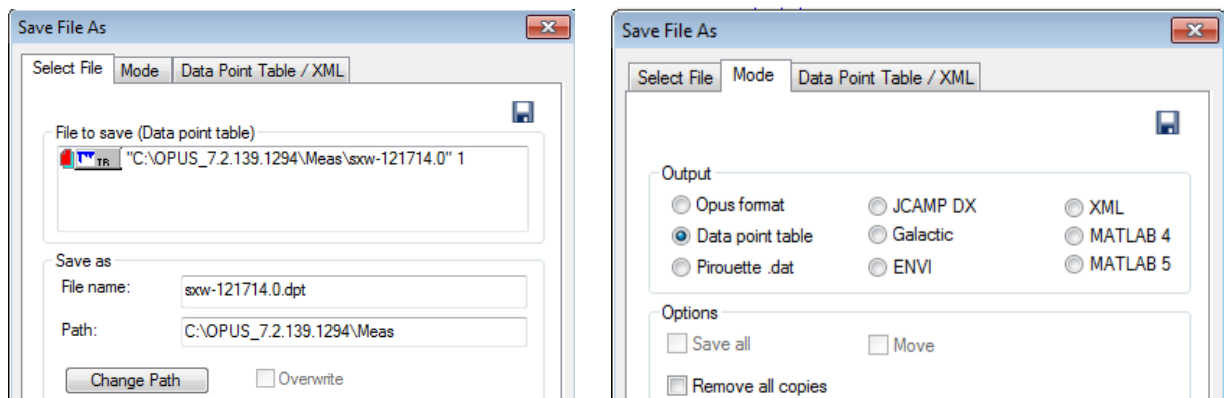 Save File As
Select File Mode Data Point Table / XML
File to save (Data point table)
TR "C:\OPUS_7.2.139.1294\Meas\sxw-121714.0" 1
Save as
File name: sxw-121714.0.dpt
Path: C:\OPUS_7.2.139.1294\Meas
Change Path Overwrite
Save File As
Select File Mode Data Point Table / XML
Output
Opus format JCAMP DX XML
Data point table Galactic MATLAB 4
Pirouette .dat ENVI MATLAB 5
Options
Save all Move
Remove all copies